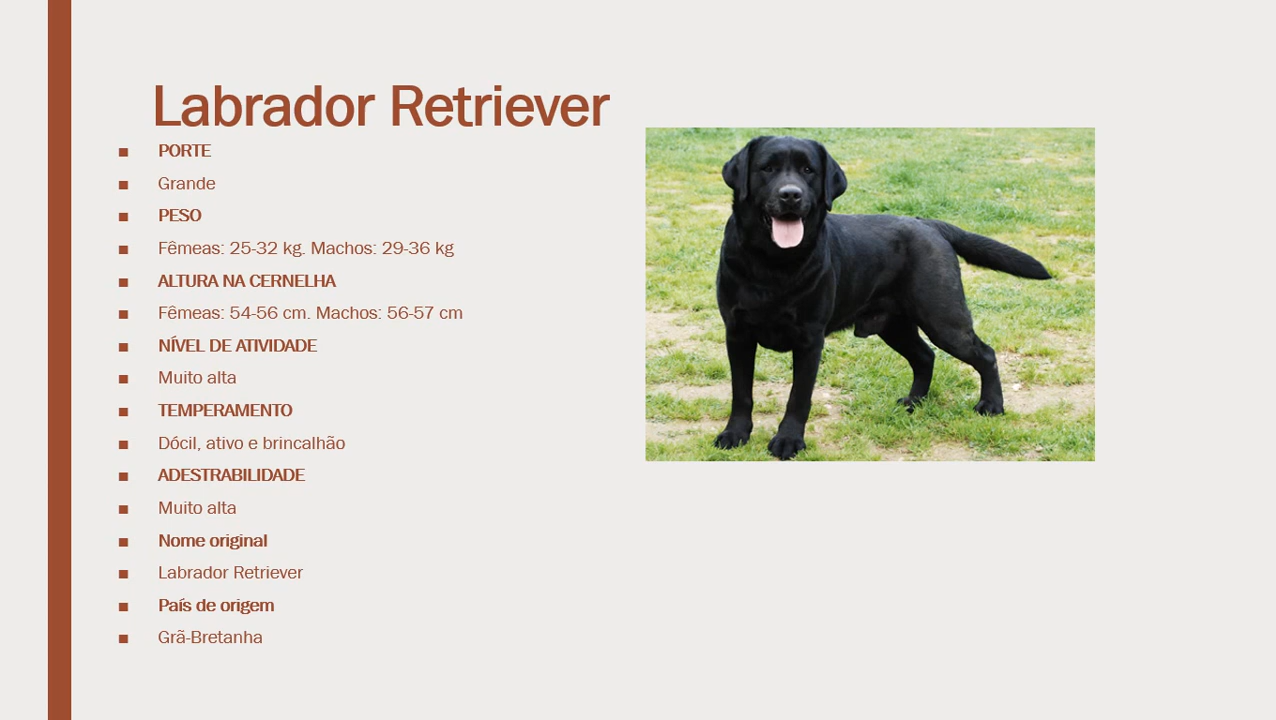 Labrador Retriever
PORTE
Grande
PESO
Fêmeas: 25-32 kg. Machos: 29-36 kg
ALTURA NA CERNELHA
Fêmeas: 54-56 cm. Machos: 56-57 cm
NÍVEL DE ATIVIDADE
Muito alta
TEMPERAMENTO
Dócil, ativo e brincalhão
ADESTRABILIDADE
Muito alta
Nome original
Labrador Retriever
País de origem
Grã-Bretanha